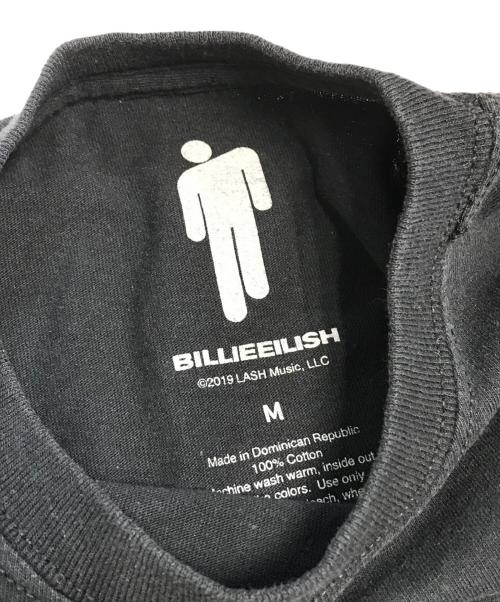 BILLIEEILISH
©2019 LASH Music, LLC
M
Made in Dominican Republic
100% Cotton
wash warm, inside out
colors. Use only